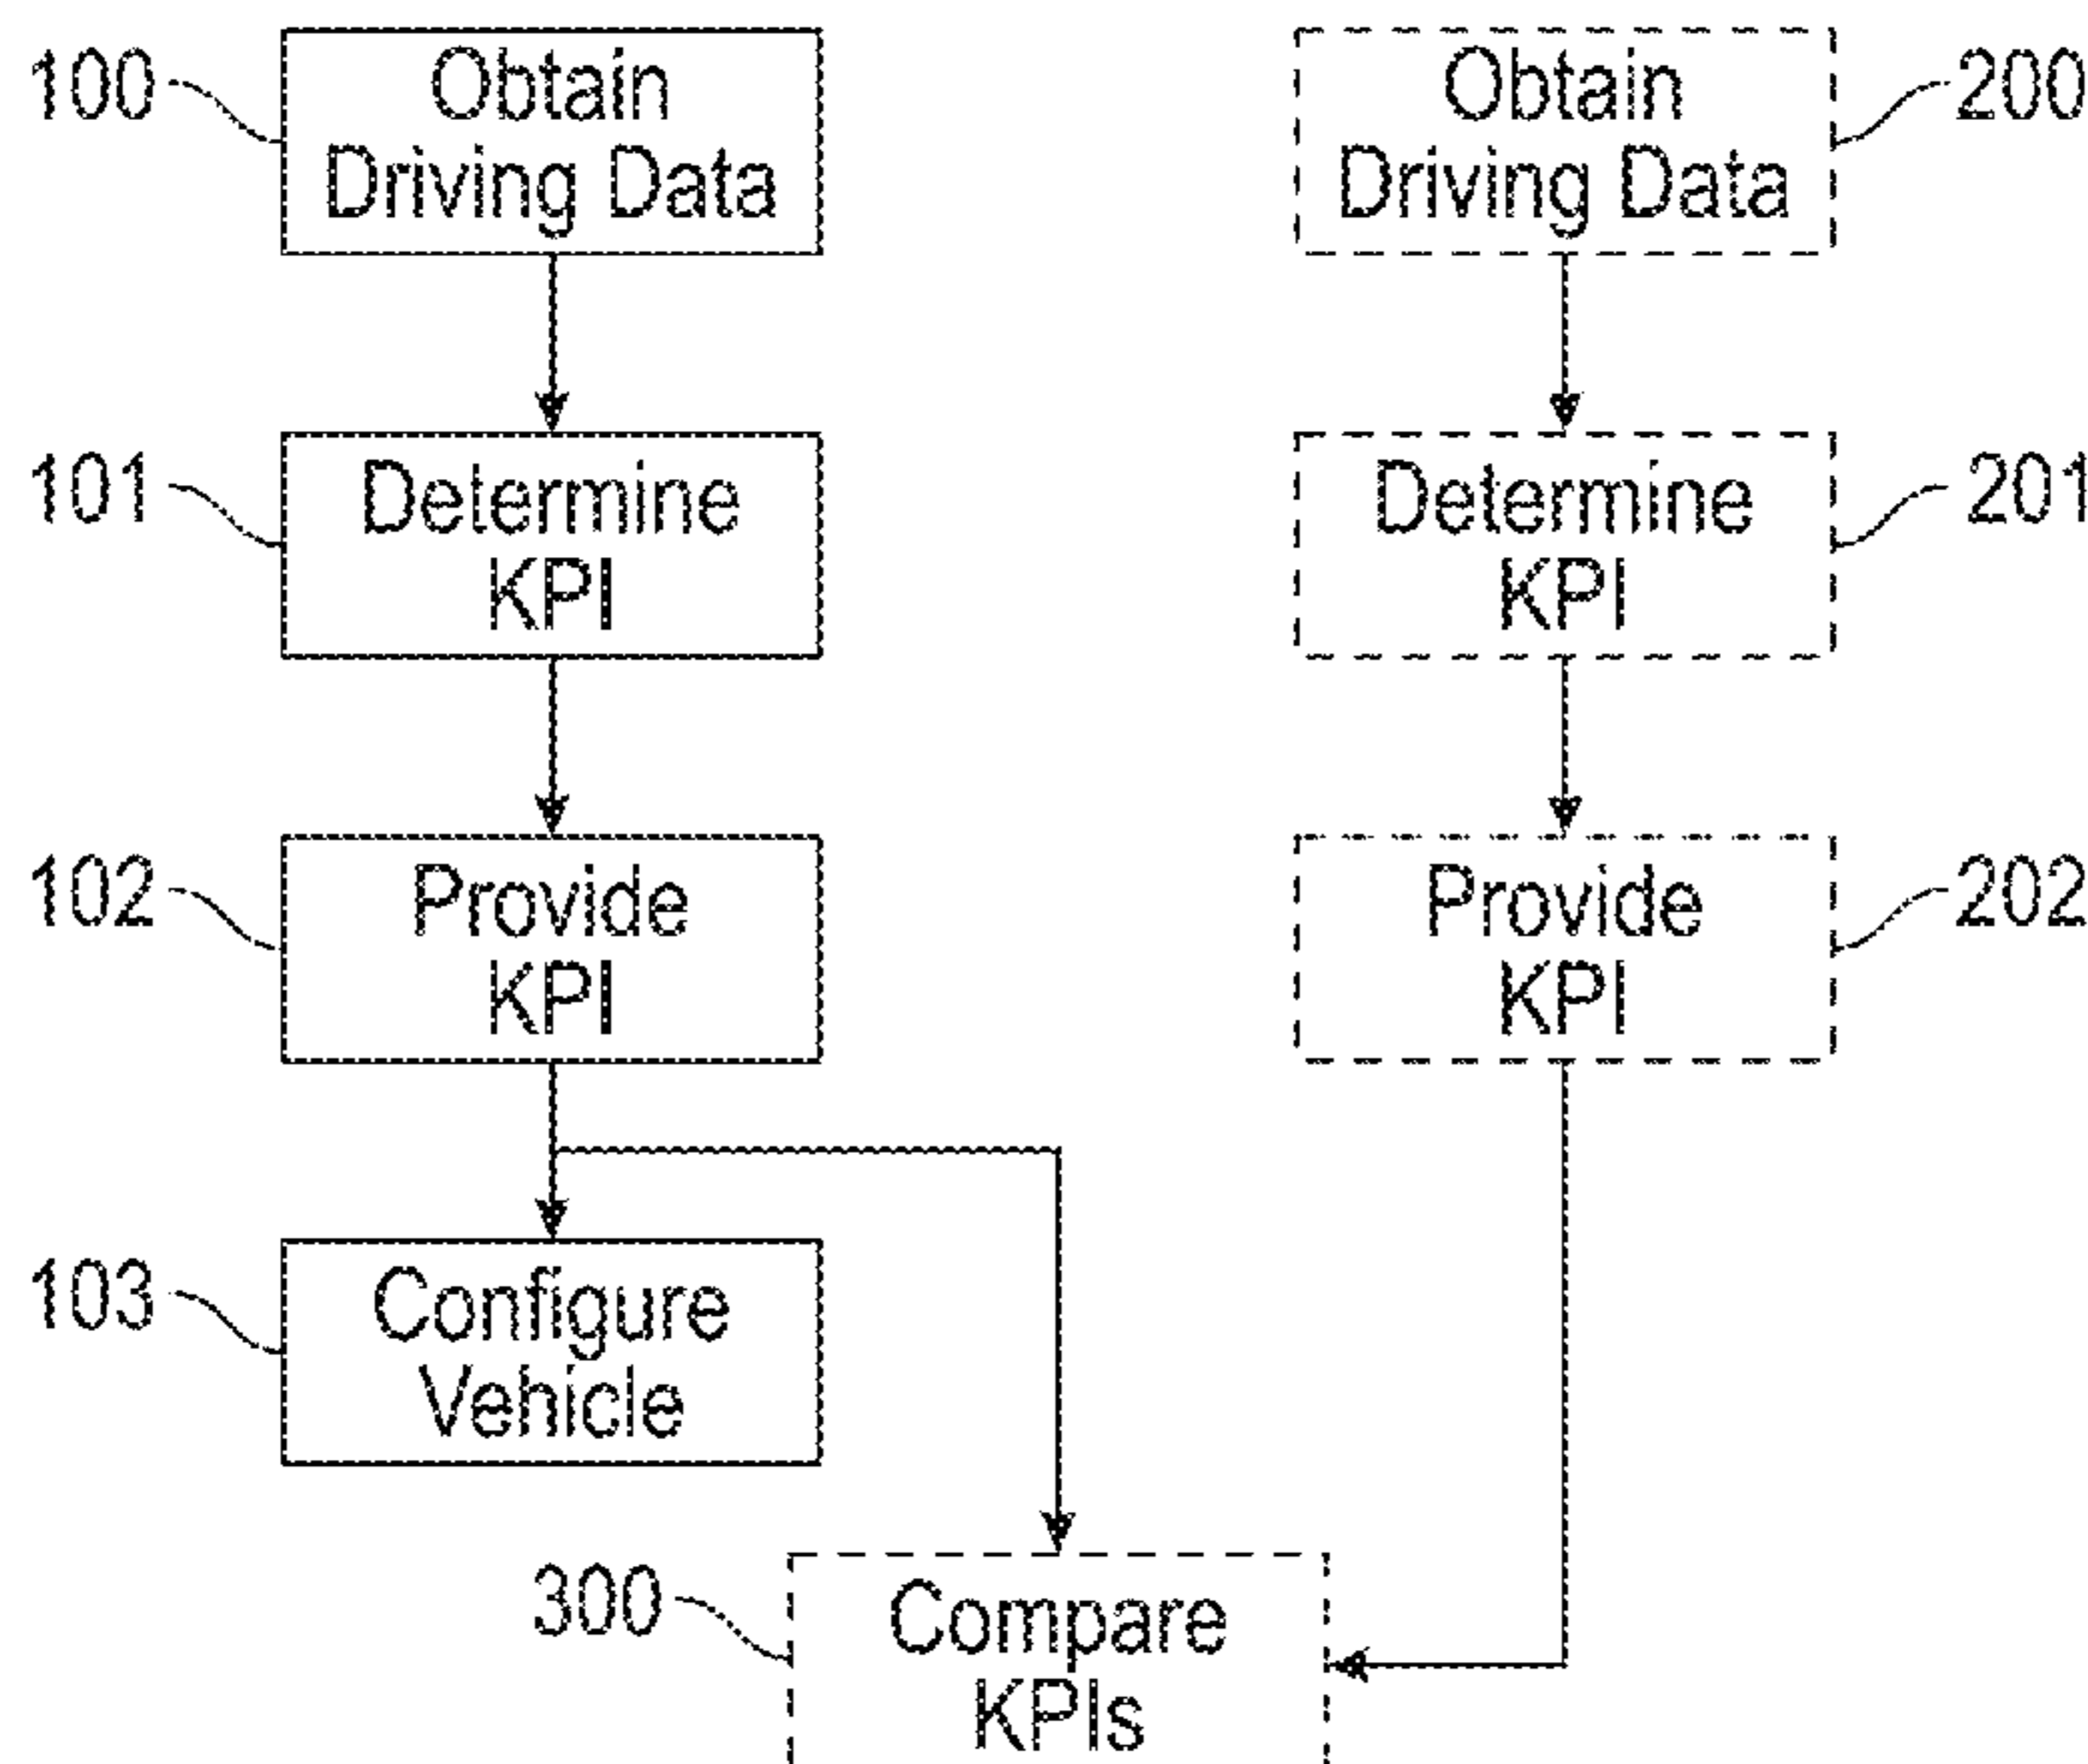 100
Obtain
Driving Data
Obtain
Driving Data
200
101
Determine
KPI
Determine
KPI
201
102
Provide
KPI
Provide
KPI
202
103
Configure
Vehicle
300
Compare
KPIs